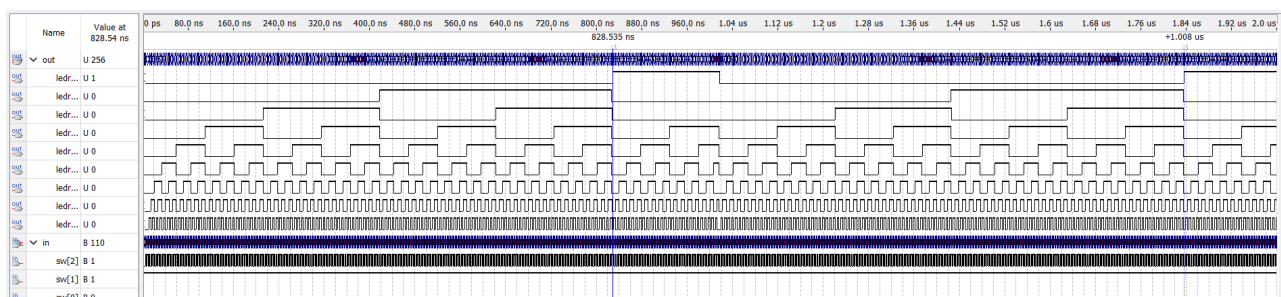 Name
Value at
828.54 ns
0 ps 80.0 ns 160.0 ns 240.0 ns 320.0 ns 400.0 ns 480.0 ns 560.0 ns 640.0 ns 720.0 ns 800.0 ns 880.0 ns 960.0 ns 1.04 us 1.12 us 1.2 us 1.28 us 1.36 us 1.44 us 1.52 us 1.6 us 1.68 us 1.76 us 1.84 us 1.92 us 2.0 us
828.535 ns
+1.008 us
out U 256
ledr... U 1
ledr... U 0
ledr... U 0
ledr... U 0
ledr... U 0
ledr... U 0
ledr... U 0
ledr... U 0
ledr... U 0
in B 110
sw[2] B 1
sw[1] B 1